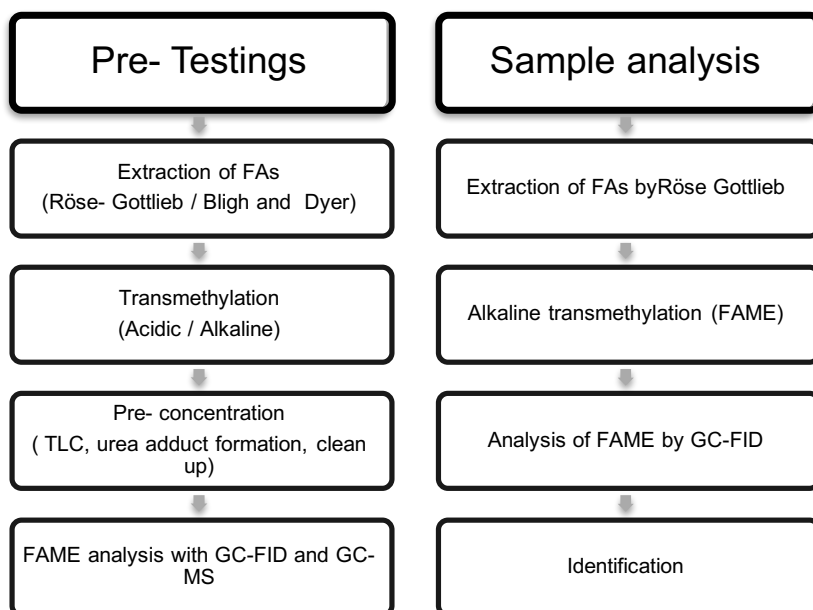 Pre- Testings
Extraction of FAs
(Röse- Gottlieb / Bligh and Dyer)
Transmethylation
(Acidic / Alkaline)
Pre- concentration
( TLC, urea adduct formation, clean
up)
FAME analysis with GC-FID and GC-
MS
Sample analysis
Extraction of FAs byRöse Gottlieb
Alkaline transmethylation (FAME)
Analysis of FAME by GC-FID
Identification